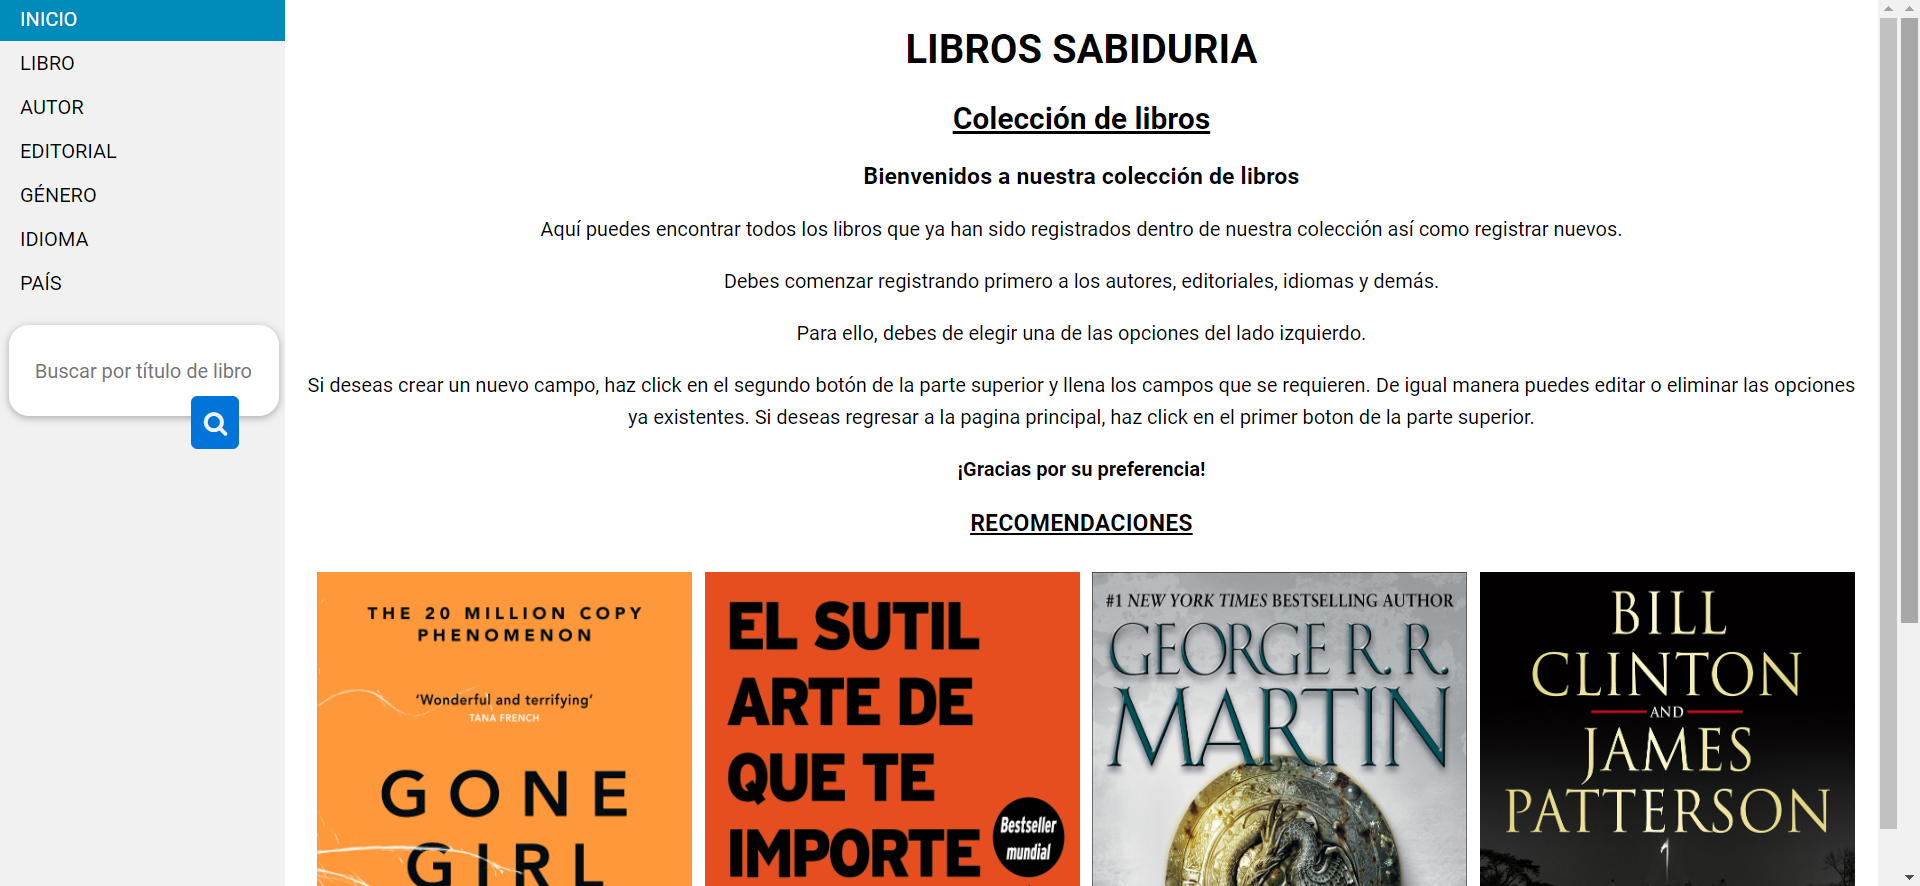 INICIO
LIBRO
AUTOR
EDITORIAL
GÉNERO
IDIOMA
PAÍS
Buscar por título de libro
LIBROS SABIDURIA
Colección de libros
Bienvenidos a nuestra colección de libros
Aquí puedes encontrar todos los libros que ya han sido registrados dentro de nuestra colección así como registrar nuevos.
Debes comenzar registrando primero a los autores, editoriales, idiomas y demás.
Para ello, debes de elegir una de las opciones del lado izquierdo.
Si deseas crear un nuevo campo, haz click en el segundo botón de la parte superior y llena los campos que se requieren. De igual manera puedes editar o eliminar las opciones
ya existentes. Si deseas regresar a la pagina principal, haz click en el primer boton de la parte superior.
¡Gracias por su preferencia!
RECOMENDACIONES
THE 20 MILLION COPY
PHENOMENON
‘Wonderful and terrifying’
TANA FRENCH
GONE
GIRL
EL SUTIL
ARTE DE
QUE TE
IMPORTE
Bestseller
mundial
#1 NEW YORK TIMES BESTSELLING AUTHOR
GEORGE R. R.
MARTIN
BILL
CLINTON
AND
JAMES
PATTERSON